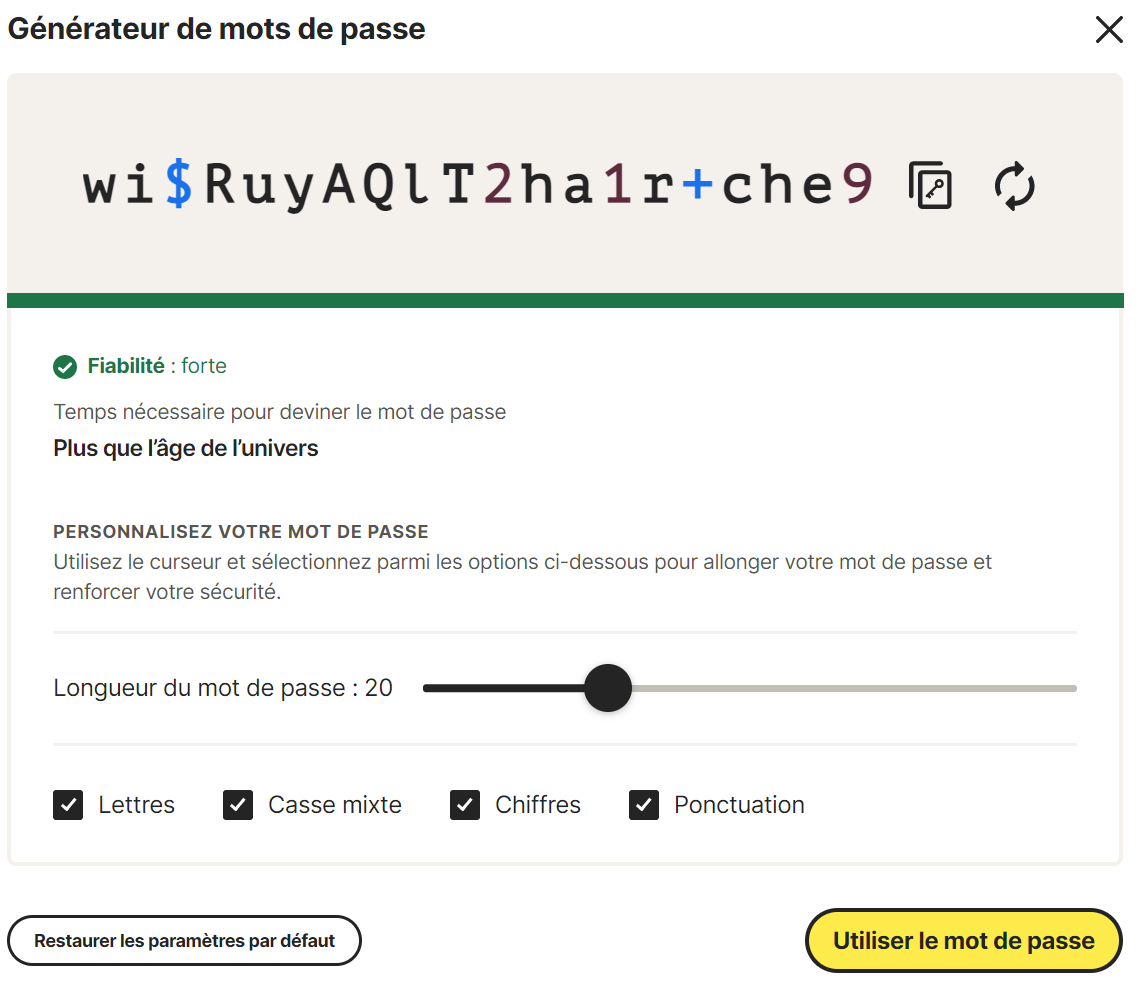 Générateur de mots de passe
wi$RuyAQlT2ha1r+che9
Fiabilité : forte
Temps nécessaire pour deviner le mot de passe
Plus que l’âge de l’univers
PERSONNALISEZ VOTRE MOT DE PASSE
Utilisez le curseur et sélectionnez parmi les options ci-dessous pour allonger votre mot de passe et
renforcer votre sécurité.
Longueur du mot de passe : 20
Lettres Casse mixte Chiffres Ponctuation
Restaurer les paramètres par défaut Utiliser le mot de passe